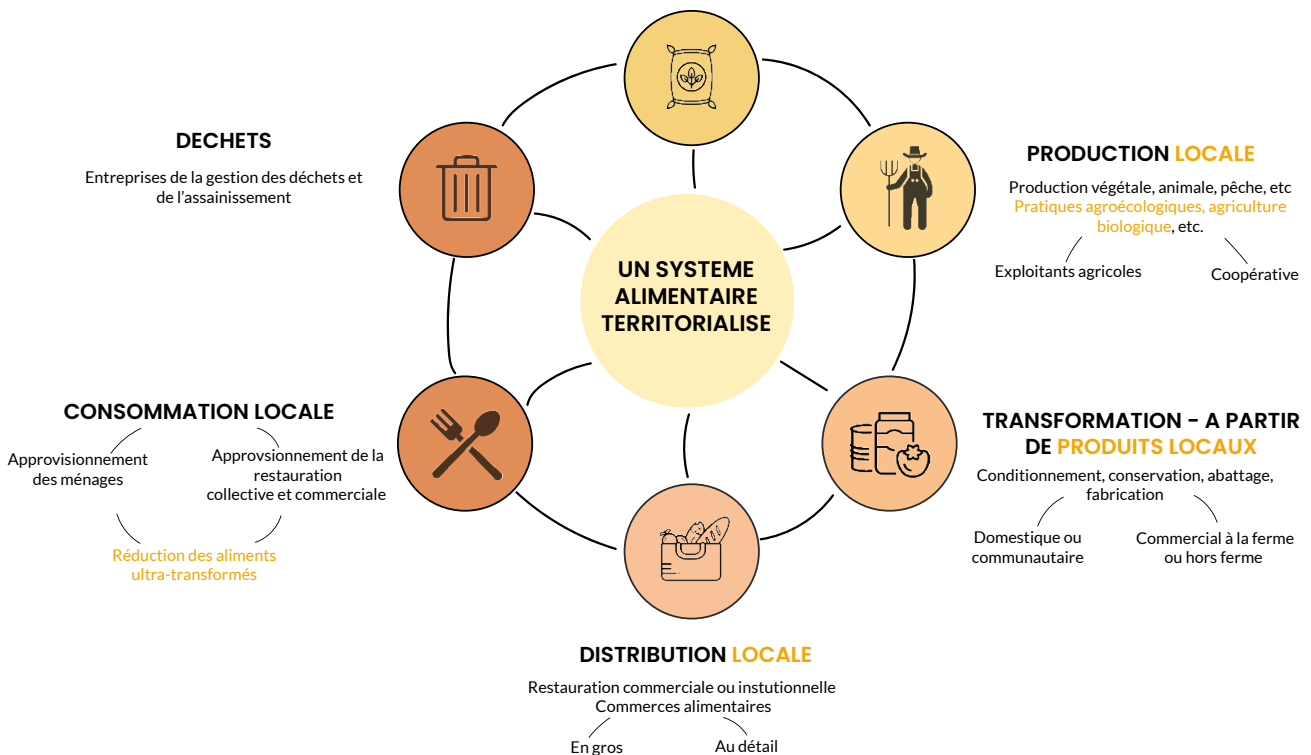 UN SYSTEME
ALIMENTAIRE
TERRITORIALISE
PRODUCTION LOCALE
Production végétale, animale, pêche, etc
Pratiques agroécologiques, agriculture
biologique, etc.
Exploitants agricoles
Coopérative
TRANSFORMATION - A PARTIR
DE PRODUITS LOCAUX
Conditionnement, conservation, abattage,
fabrication
Domestique ou
communautaire
Commercial à la ferme
ou hors ferme
DISTRIBUTION LOCALE
Restauration commerciale ou instutionnelle
Commerces alimentaires
En gros
Au détail
CONSOMMATION LOCALE
Approvisionnement
des ménages
Approvsionnement de la
restauration
collective et commerciale
Réduction des aliments
ultra-transformés
DECHETS
Entreprises de la gestion des déchets et
de l'assainissement